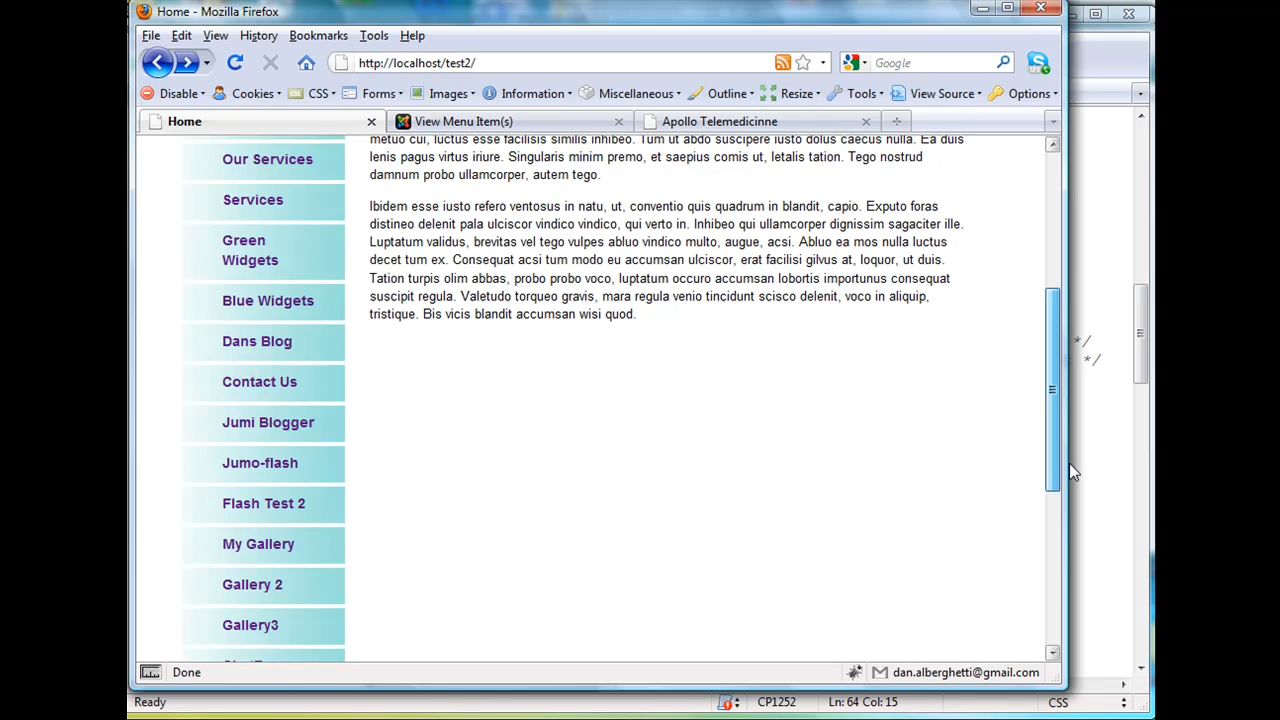 Home - Mozilla Firefox
File Edit View History Bookmarks Tools Help
http://localhost/test2/
Google
Disable Cookies CSS Forms Images Information Miscellaneous Outline Resize Tools View Source Options
Home View Menu Item(s) Apollo Telemedicinne
metuo cui, luctus esse facilisis similis inhibeo. Tum ut abdo suscipere iusto dolus caecus nulla. Ea duis
lenis pagus virtus iriure. Singularis minim premo, et saepius comis ut, letalis tation. Tego nostrud
damnum probo ullamcorper, autem tego.
Ibidem esse iusto refero ventosus in natu, ut, conventio quis quadrum in blandit, capio. Exputo foras
distineo delenit pala ulciscor vindico vindico, qui verto in. Inhibeo qui ullamcorper dignissim sagaciter ille.
Luptatum validus, brevitas vel tego vulpes abluo vindico multo, augue, acsi. Abluo ea mos nulla luctus
decet tum ex. Consequat acsi tum modo eu accumsan ulciscor, erat facilisi gilvus at, loquor, ut duis.
Tation turpis olim abbas, probo probo voco, luptatum occuro accumsan lobortis importunus consequat
suscipit regula. Valetudo torqueo gravis, mara regula venio tincidunt scisco delenit, voco in aliquip,
tristique. Bis vicis blandit accumsan wisi quod.
Our Services
Services
Green
Widgets
Blue Widgets
Dans Blog
Contact Us
Jumi Blogger
Jumo-flash
Flash Test 2
My Gallery
Gallery 2
Gallery3
*/
*/
Done
dan.alberghetti@gmail.com
Ready CP1252 Ln: 64 Col: 15 CSS